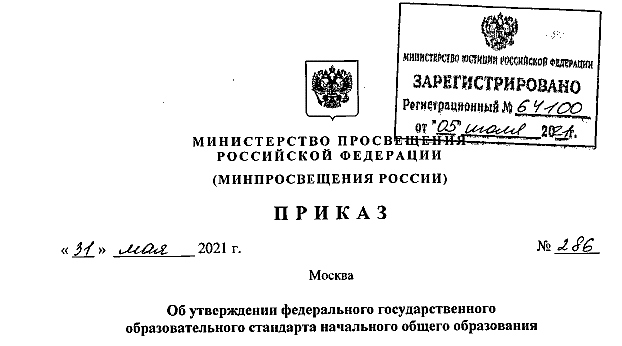 МИНИСТЕРСТВО ЮСТИЦИИ РОССИЙСКОЙ ФЕДЕРАЦИИ
ЗАРЕГИСТРИРОВАНО
Регистрационный № 64100
от "05" июля 2021г.
МИНИСТЕРСТВО ПРОСВЕЩЕНИЯ
РОССИЙСКОЙ ФЕДЕРАЦИИ
(МИНПРОСВЕЩЕНИЯ РОССИИ)
ПРИКАЗ
« 31 » мая 2021 г. № 286
Москва
Об утверждении федерального государственного
образовательного стандарта начального общего образования